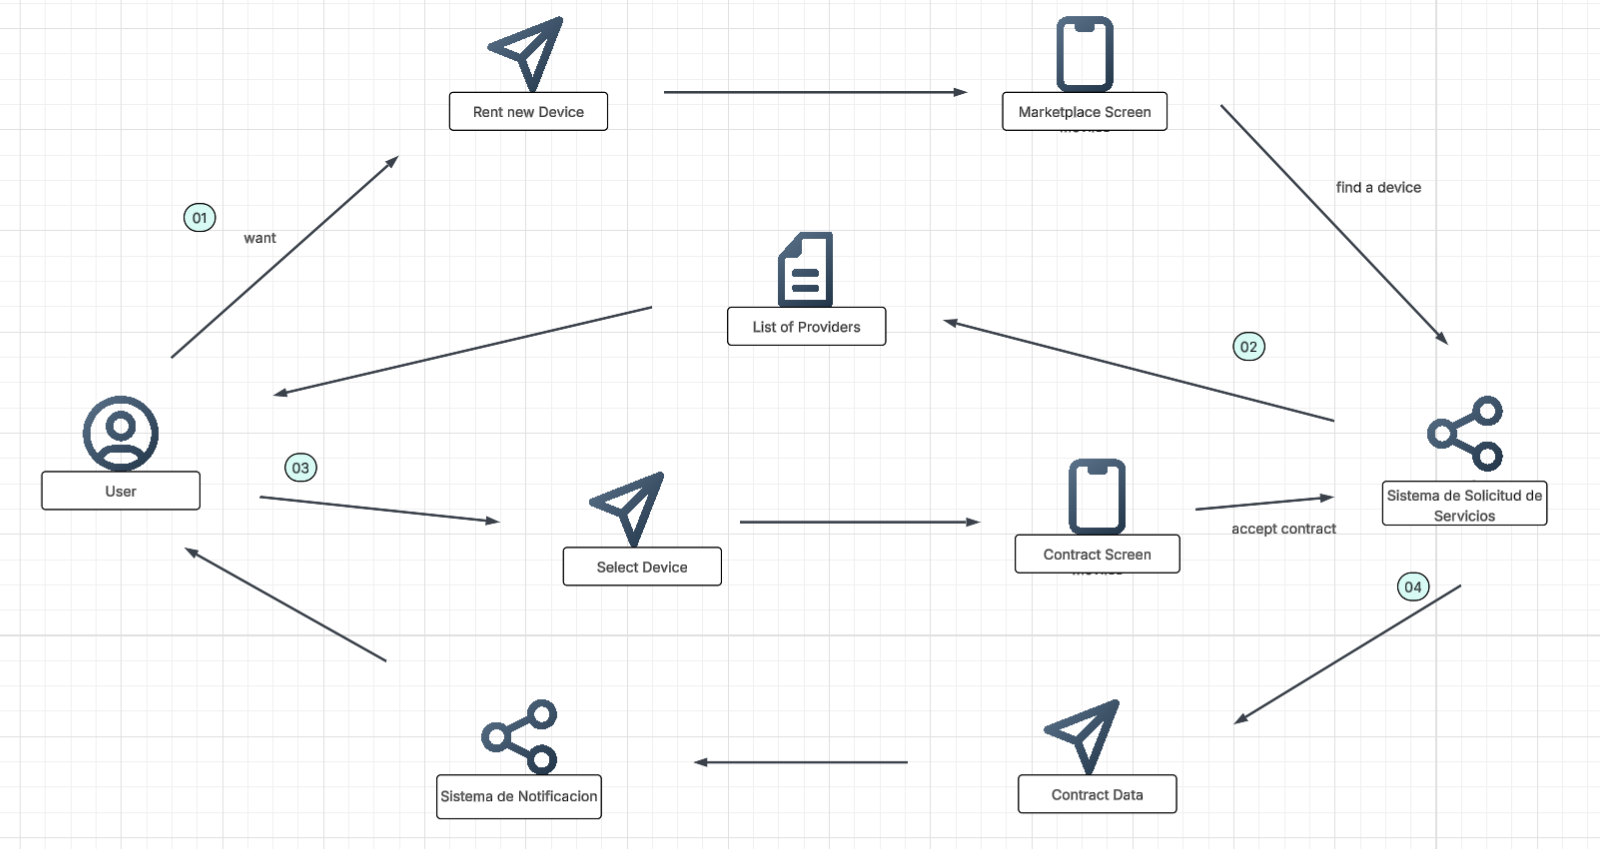 Rent new Device
Marketplace Screen
find a device
01
want
List of Providers
02
User
03
Select Device
Contract Screen
accept contract
Sistema de Solicitud de
Servicios
04
Sistema de Notificacion
Contract Data